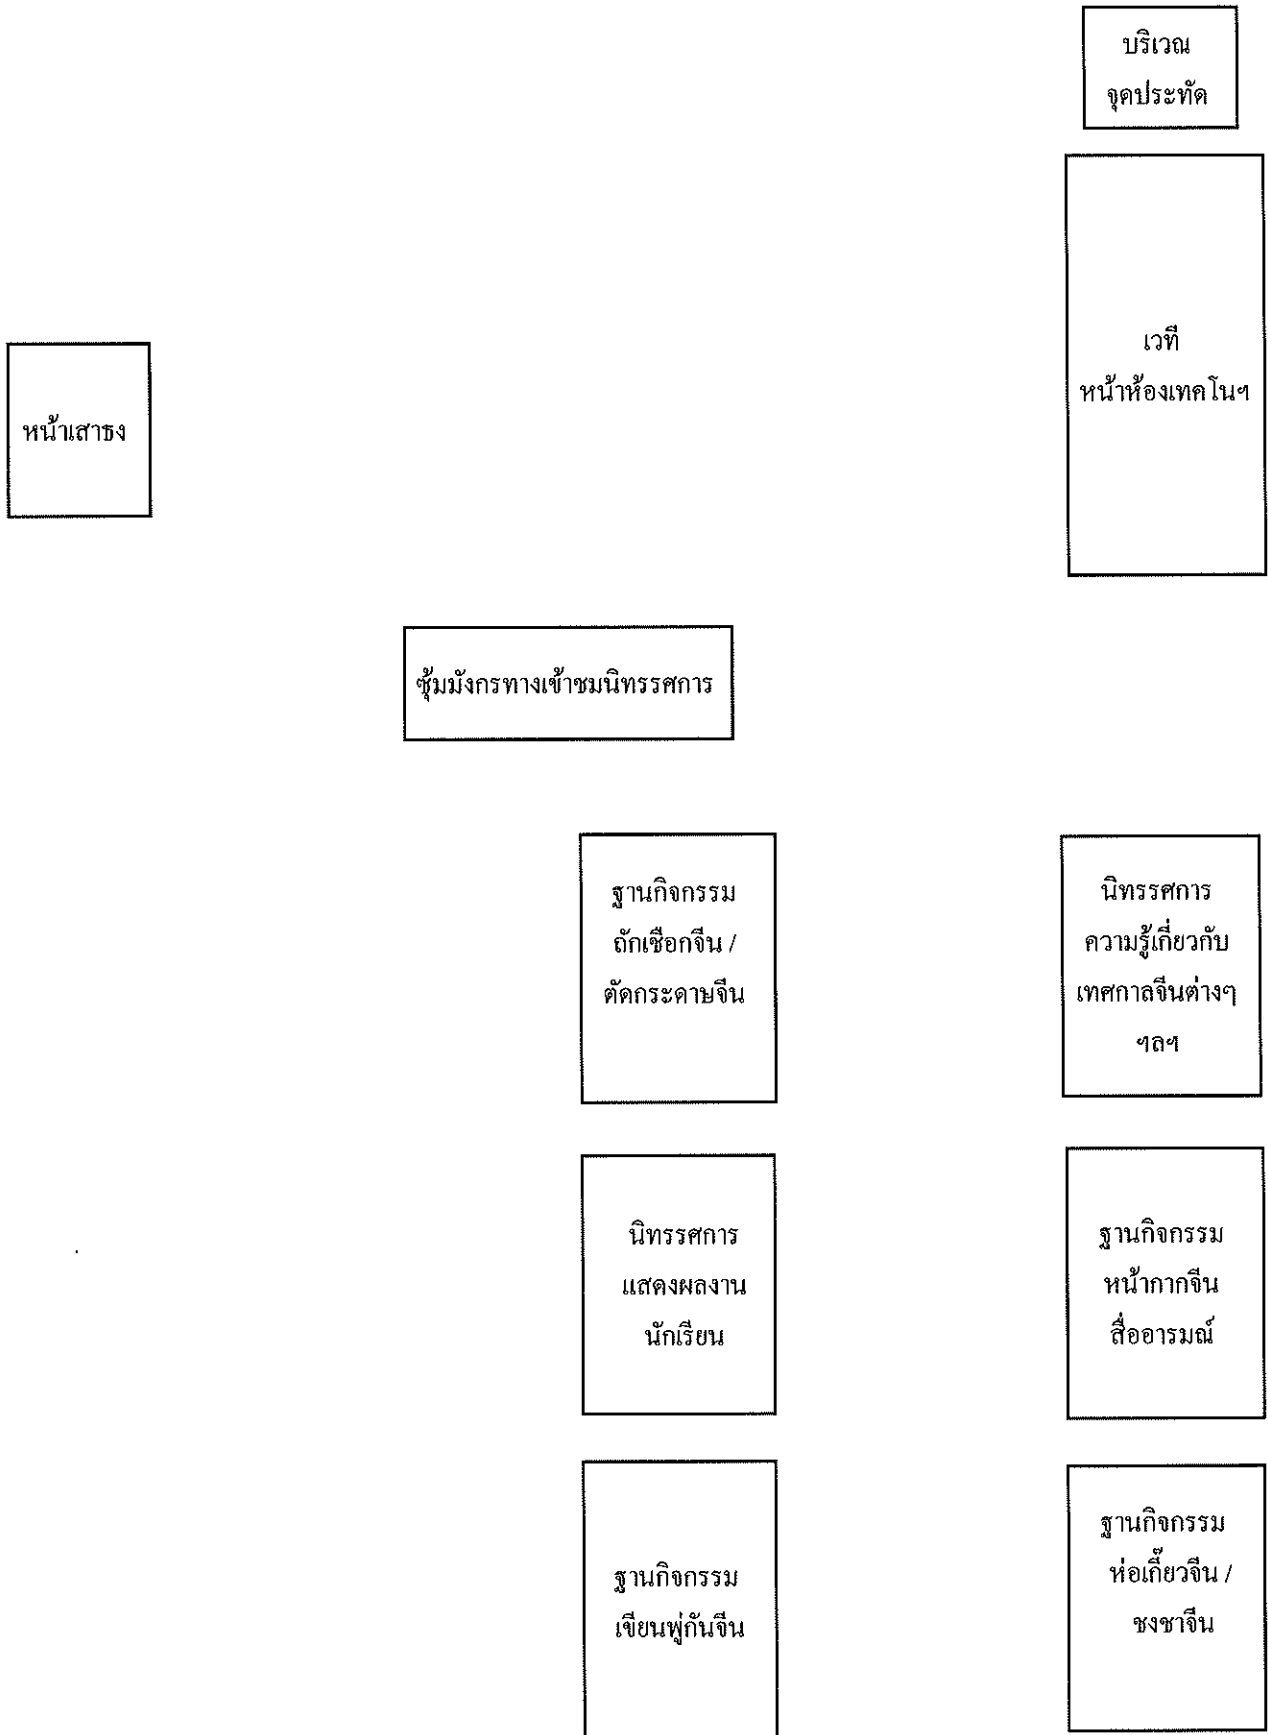 บริเวณ
จุดประทัด
เวที
หน้าห้องเทคโนฯ
หน้าเสาธง
ซุ้มมังกรทางเข้าชมนิทรรศการ
ฐานกิจกรรม
ถักเชือกจีน /
ตัดกระดาษจีน
นิทรรศการ
ความรู้เกี่ยวกับ
เทศกาลจีนต่างๆ
ฯลฯ
นิทรรศการ
แสดงผลงาน
นักเรียน
ฐานกิจกรรม
หน้ากากจีน
สื่ออารมณ์
ฐานกิจกรรม
เขียนพู่กันจีน
ฐานกิจกรรม
ห่อเกี๊ยวจีน /
ชงชาจีน